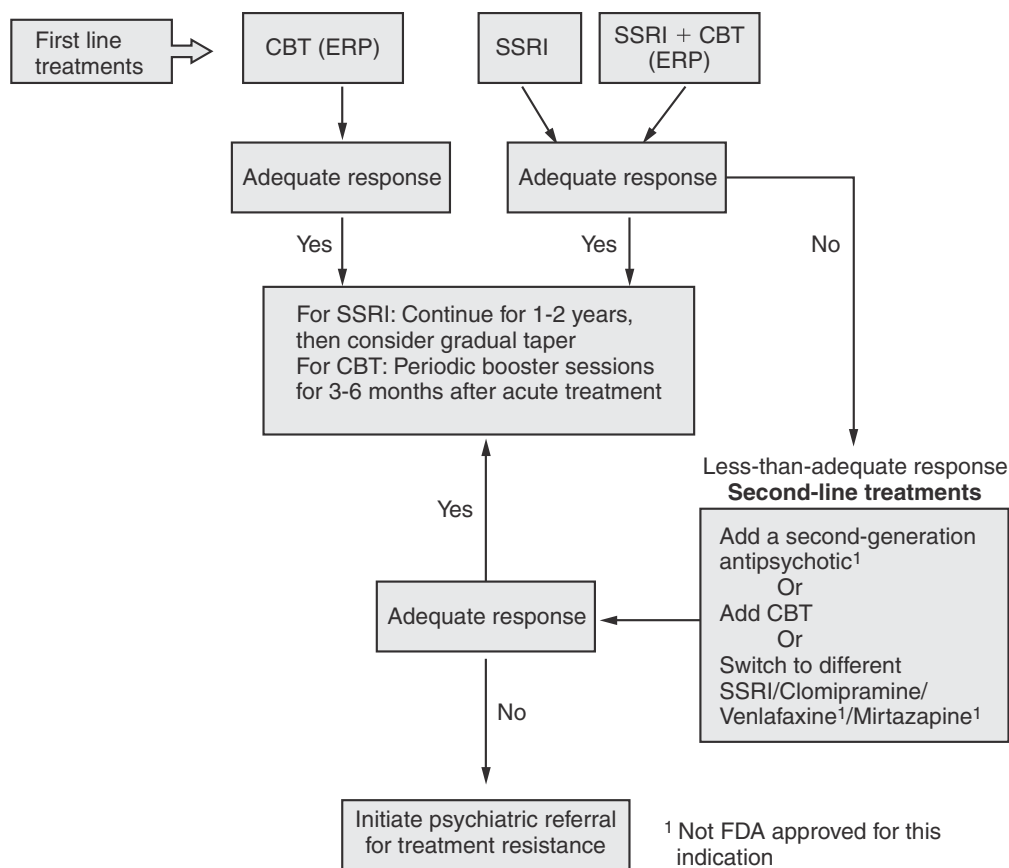 First line
treatments
CBT (ERP)
SSRI
SSRI + CBT
(ERP)
Adequate response
Adequate response
Yes
Yes
No
For SSRI: Continue for 1-2 years,
then consider gradual taper
For CBT: Periodic booster sessions
for 3-6 months after acute treatment
Less-than-adequate response
Second-line treatments
Yes
Add a second-generation
antipsychotic¹
Or
Add CBT
Or
Switch to different
SSRI/Clomipramine/
Venlafaxine¹/Mirtazapine¹
Adequate response
No
Initiate psychiatric referral
for treatment resistance
¹ Not FDA approved for this
indication